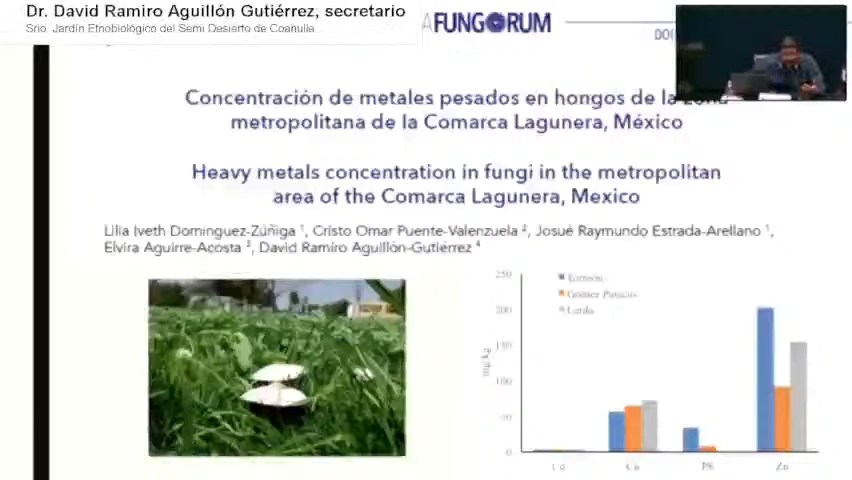 Dr. David Ramiro Aguillón Gutiérrez, secretario
Srio. Jardín Etnobiológico del Semi Desierto de Coahuila
FUNGORUM
Concentración de metales pesados en hongos de la zona
metropolitana de la Comarca Lagunera, México
Heavy metals concentration in fungi in the metropolitan
area of the Comarca Lagunera, Mexico
Lilia Iveth Dominguez-Zúñiga 1, Cristo Omar Puente-Valenzuela 2, Josué Raymundo Estrada-Arellano 1,
Elvira Aguirre-Acosta 3, David Ramiro Aguillón-Gutiérrez 4
250
Torreón
Gómez Palacio
Lerdo
200
150
100
50
0
mg/kg
Cd
Cu
Pb
Zn